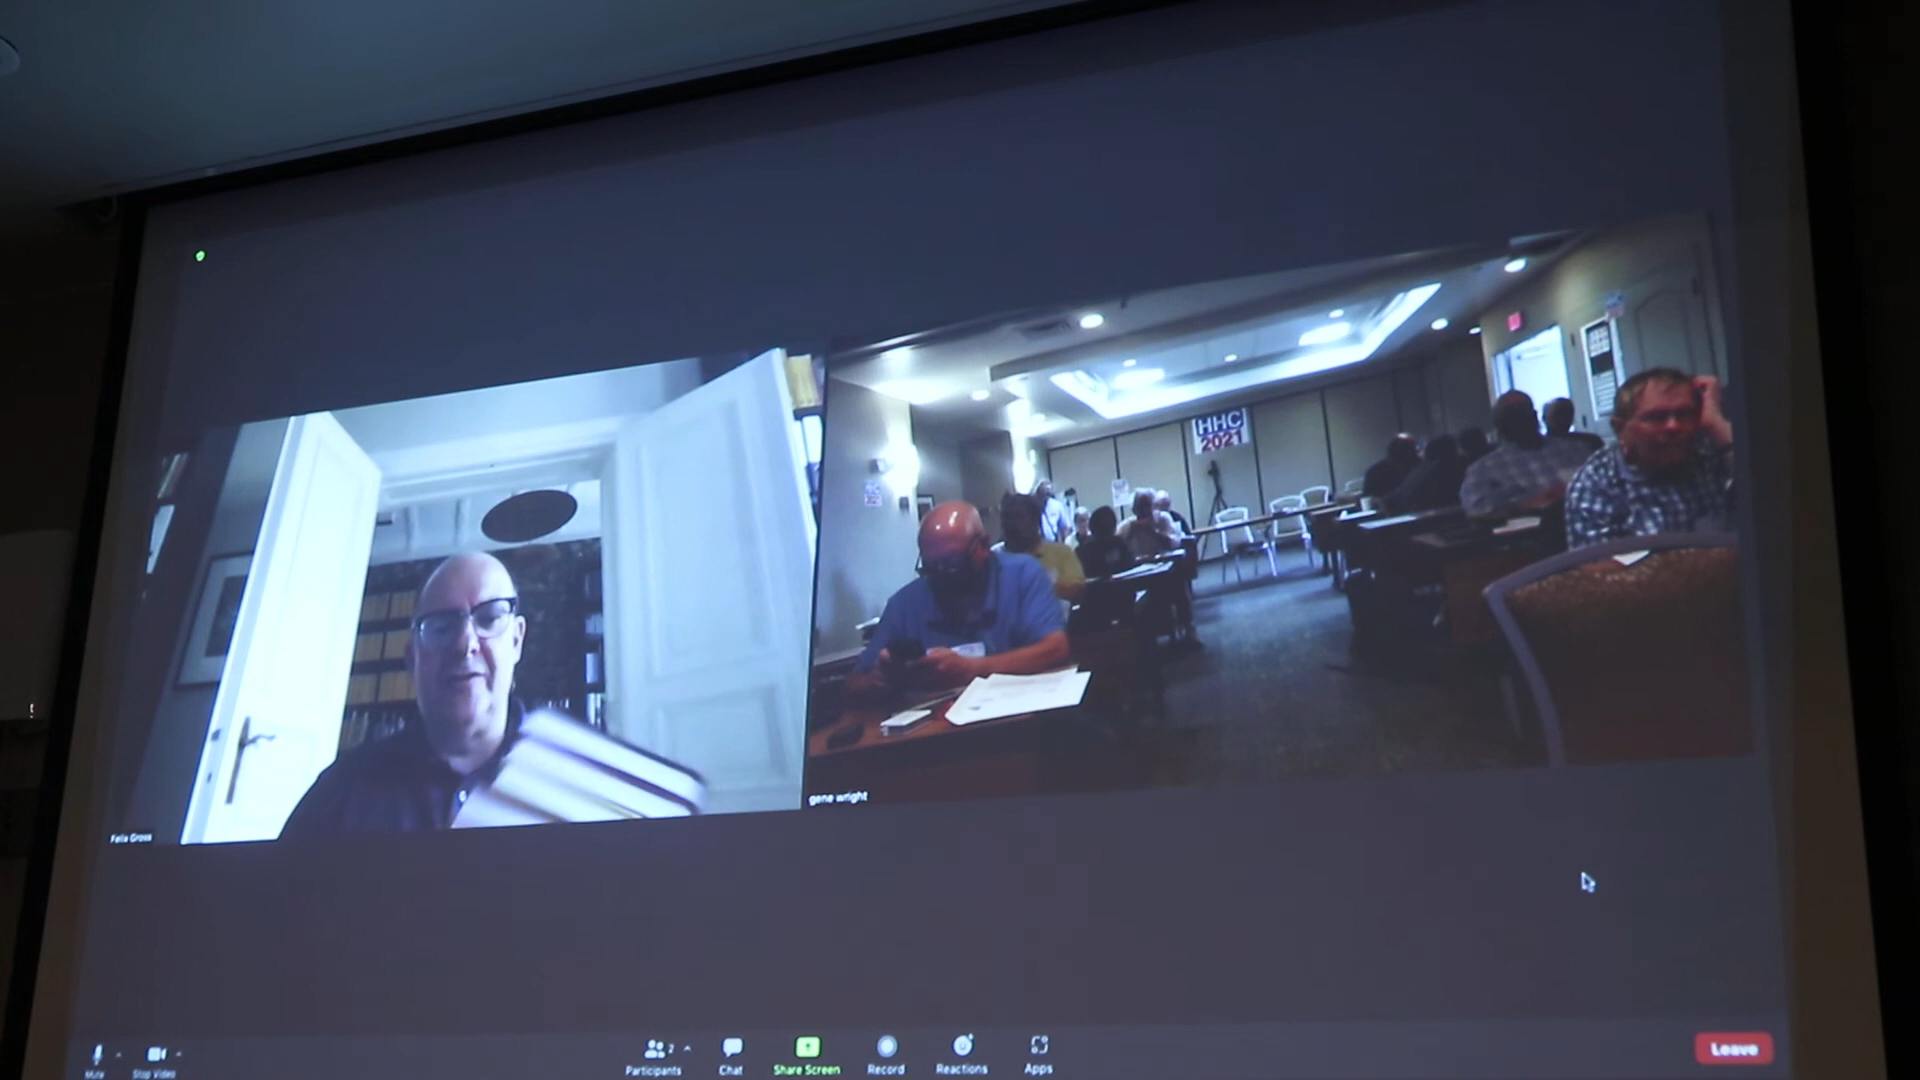 HHC
2021
gene wright
Felix Gross
Mute
Stop Video
2
Participants
Chat
Share Screen
Record
Reactions
Apps
Leave